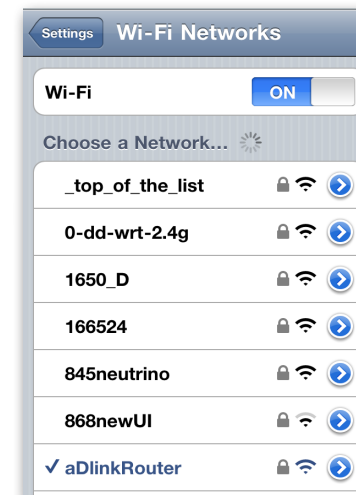 Settings Wi-Fi Networks
Wi-Fi ON
Choose a Network...
_top_of_the_list
0-dd-wrt-2.4g
1650_D
166524
845neutrino
868newUI
aDlinkRouter